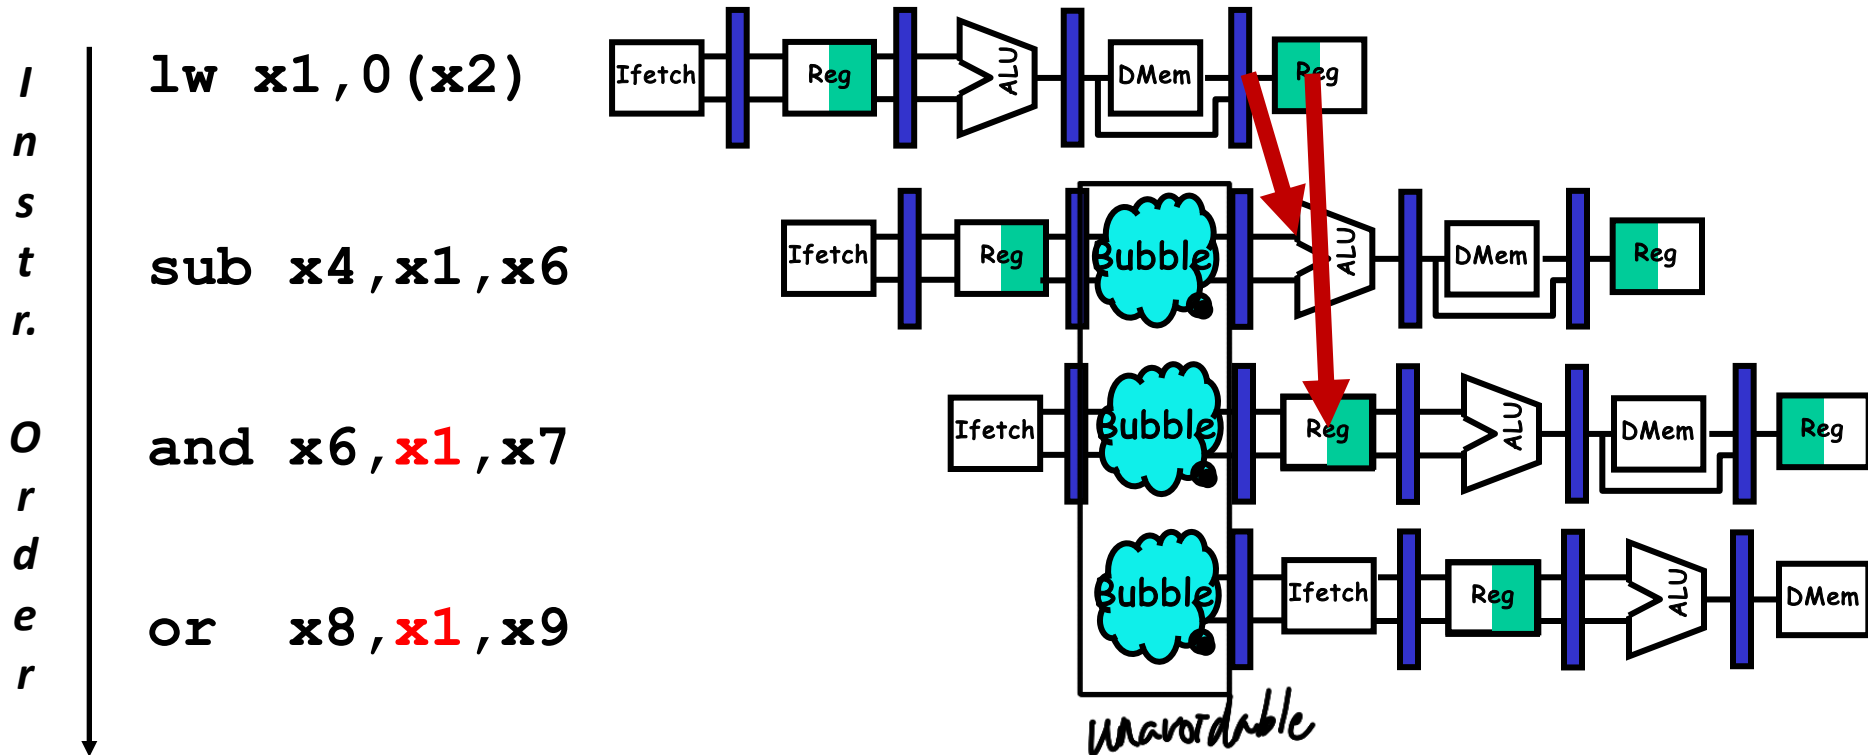 Instr. Order
lw x1,0(x2)
Ifetch Reg ALU DMem Reg
sub x4,x1,x6
Ifetch Reg Bubble ALU DMem Reg
and x6,x1,x7
Ifetch Bubble Reg ALU DMem Reg
or x8,x1,x9
Bubble Ifetch Reg ALU DMem
unavoidable